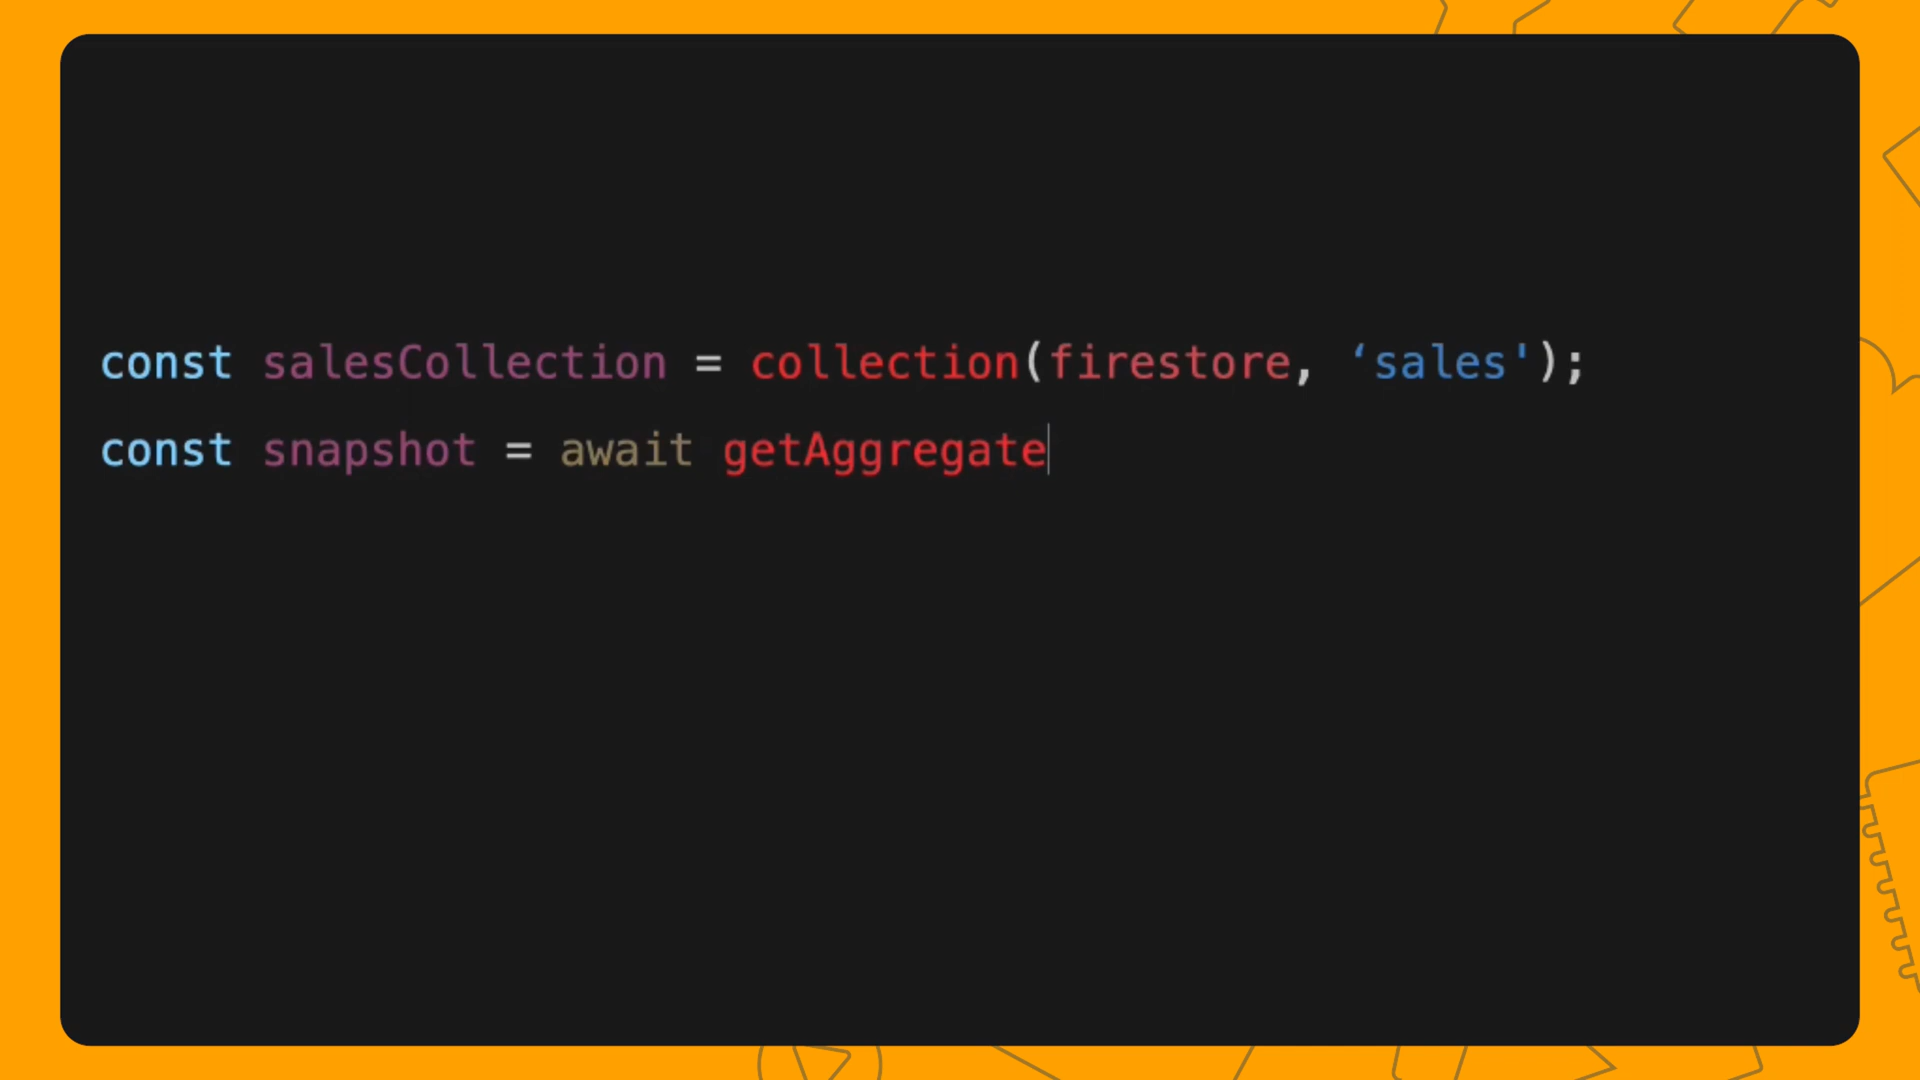 const salesCollection = collection(firestore, ‘sales');
const snapshot = await getAggregate